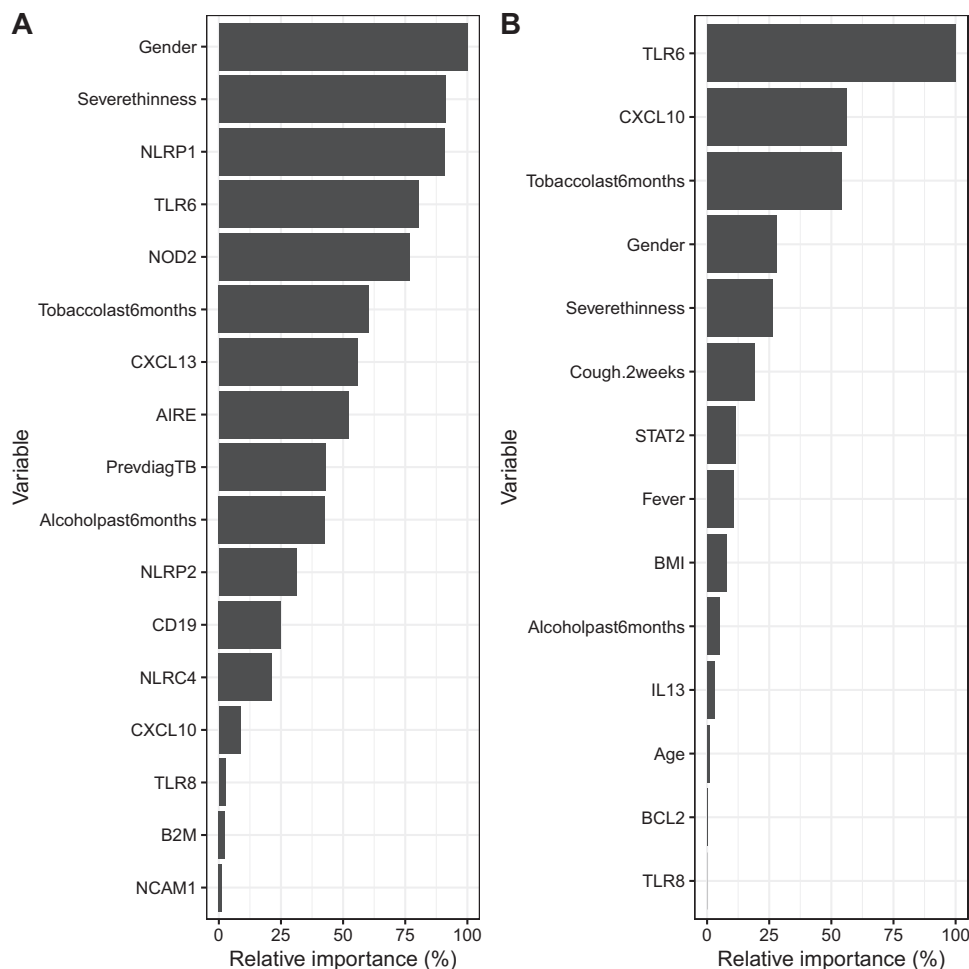 A
Variable
Gender
Severethinness
NLRP1
TLR6
NOD2
Tobaccolast6months
CXCL13
AIRE
PrevdiagTB
Alcoholpast6months
NLRP2
CD19
NLRC4
CXCL10
TLR8
B2M
NCAM1
0 25 50 75 100
Relative importance (%)
B
Variable
TLR6
CXCL10
Tobaccolast6months
Gender
Severethinness
Cough.2weeks
STAT2
Fever
BMI
Alcoholpast6months
IL13
Age
BCL2
TLR8
0 25 50 75 100
Relative importance (%)